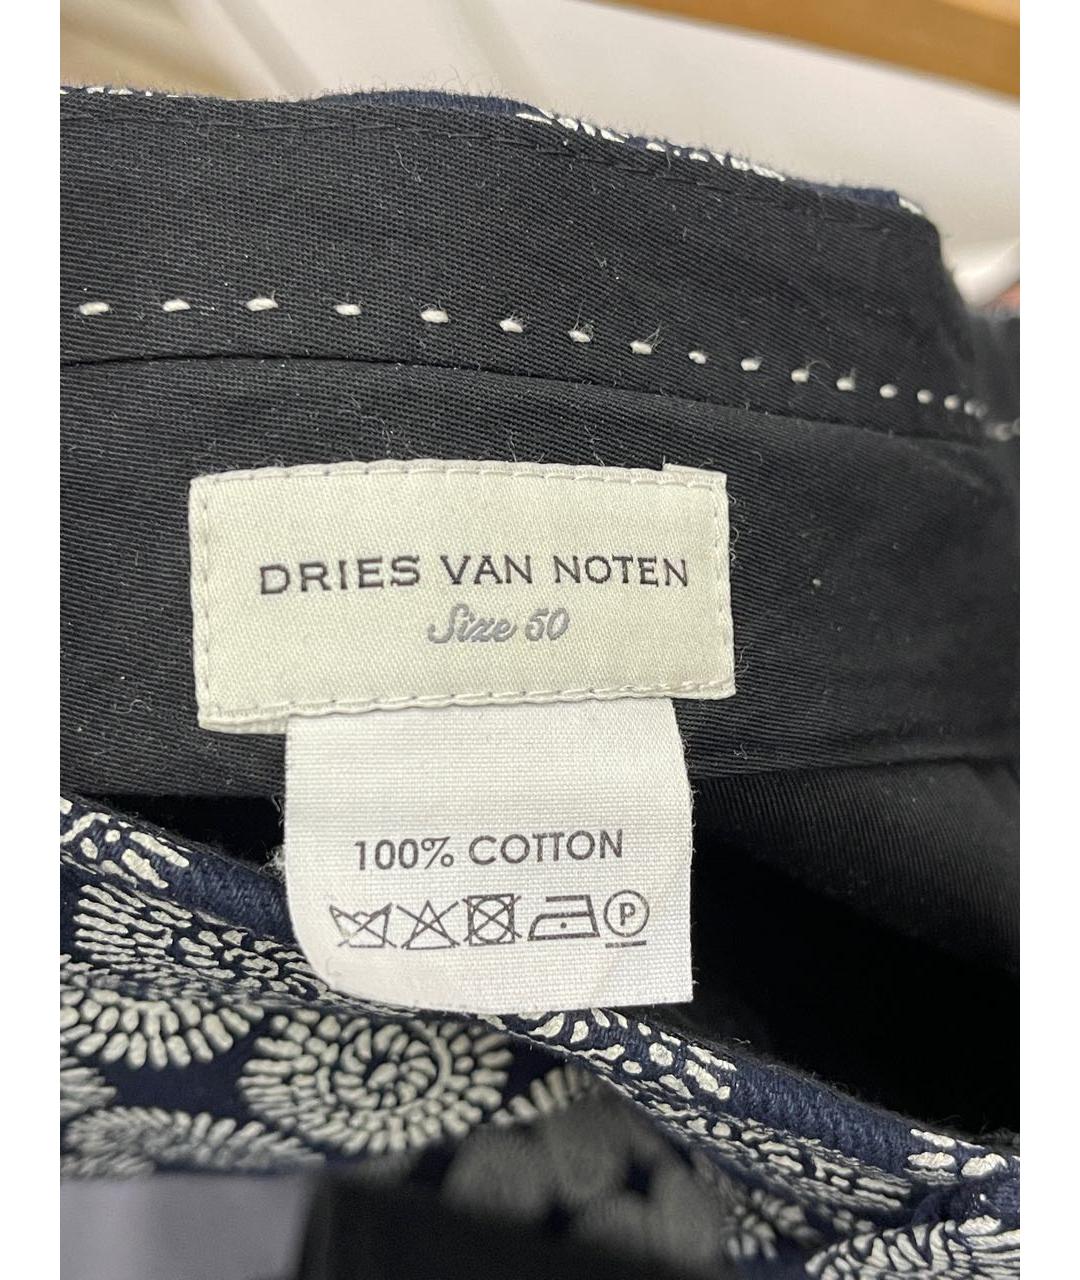 DRIES VAN NOTEN
Size 50
100% COTTON
P